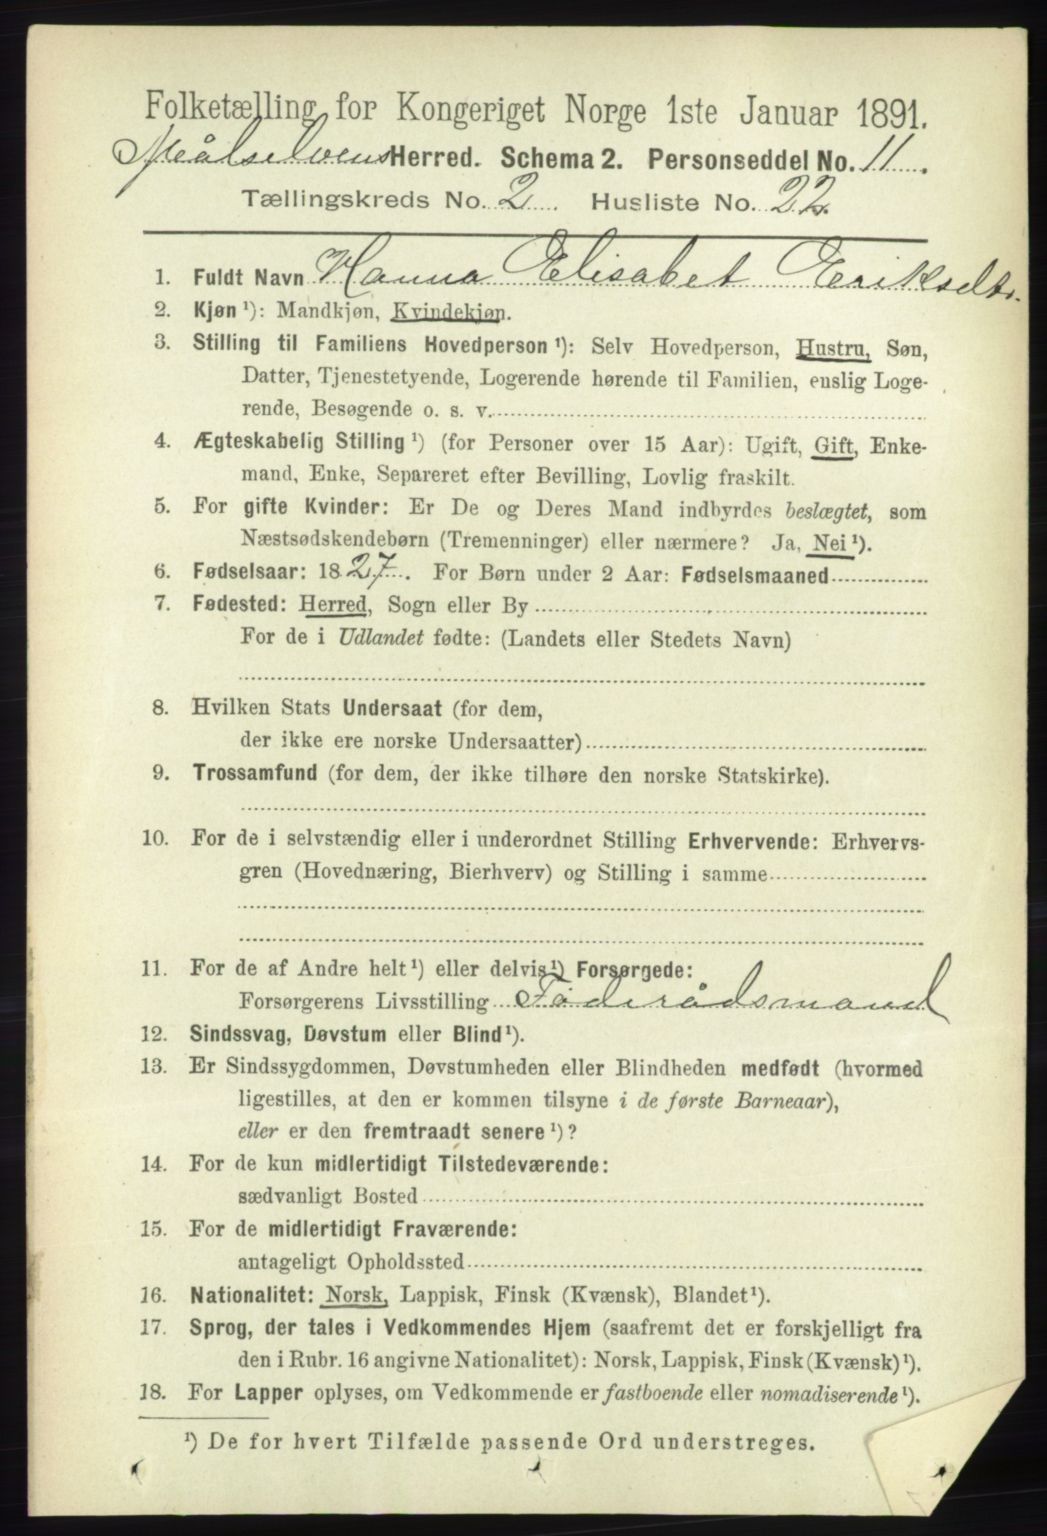 Folketælling for Kongeriget Norge 1ste Januar 1891.
Målselvens Herred. Schema 2. Personseddel No. 11
Tællingskreds No. 2. Husliste No. 22.
1. Fuldt Navn Hanna Elisabet Eriksdtr.
2. Kjøn¹): Mandkjøn, Kvindekjøn.
3. Stilling til Familiens Hovedperson¹): Selv Hovedperson, Hustru, Søn,
Datter, Tjenestetyende, Logerende hørende til Familien, enslig Loge-
rende, Besøgende o. s. v.
4. Ægteskabelig Stilling¹) (for Personer over 15 Aar): Ugift, Gift, Enke-
mand, Enke, Separeret efter Bevilling, Lovlig fraskilt.
5. For gifte Kvinder: Er De og Deres Mand indbyrdes beslægtet, som
Næstsødskendebørn (Tremenninger) eller nærmere? Ja, Nei¹).
6. Fødselsaar: 1827. For Børn under 2 Aar: Fødselsmaaned
7. Fødested: Herred, Sogn eller By
For de i Udlandet fødte: (Landets eller Stedets Navn)
8. Hvilken Stats Undersaat (for dem,
der ikke ere norske Undersaatter)
9. Trossamfund (for dem, der ikke tilhøre den norske Statskirke).
10. For de i selvstændig eller i underordnet Stilling Erhvervende: Erhvervs-
gren (Hovednæring, Bierhverv) og Stilling i samme
11. For de af Andre helt¹) eller delvis¹) Forsørgede:
Forsørgerens Livsstilling Föderådsmand
12. Sindssvag, Døvstum eller Blind¹).
13. Er Sindssygdommen, Døvstumheden eller Blindheden medfødt (hvormed
ligestilles, at den er kommen tilsyne i de første Barneaar),
eller er den fremtraadt senere¹)?
14. For de kun midlertidigt Tilstedeværende:
sædvanligt Bosted
15. For de midlertidigt Fraværende:
antageligt Opholdssted
16. Nationalitet: Norsk, Lappisk, Finsk (Kvænsk), Blandet¹).
17. Sprog, der tales i Vedkommendes Hjem (saafremt det er forskjelligt fra
den i Rubr. 16 angivne Nationalitet): Norsk, Lappisk, Finsk (Kvænsk)¹).
18. For Lapper oplyses, om Vedkommende er fastboende eller nomadiserende¹).
¹) De for hvert Tilfælde passende Ord understreges.